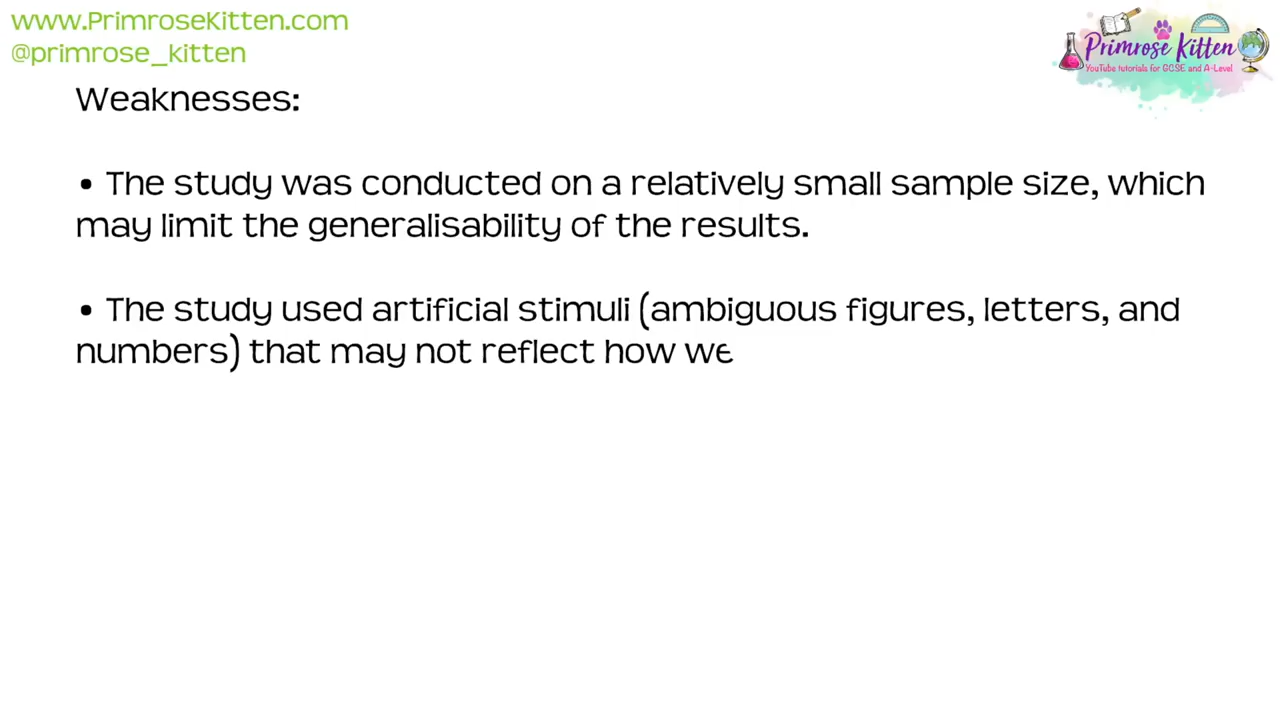 www.PrimroseKitten.com
@primrose_kitten
Primrose Kitten
YouTube tutorials for GCSE and A-Level
Weaknesses:
• The study was conducted on a relatively small sample size, which
may limit the generalisability of the results.
• The study used artificial stimuli (ambiguous figures, letters, and
numbers) that may not reflect how we